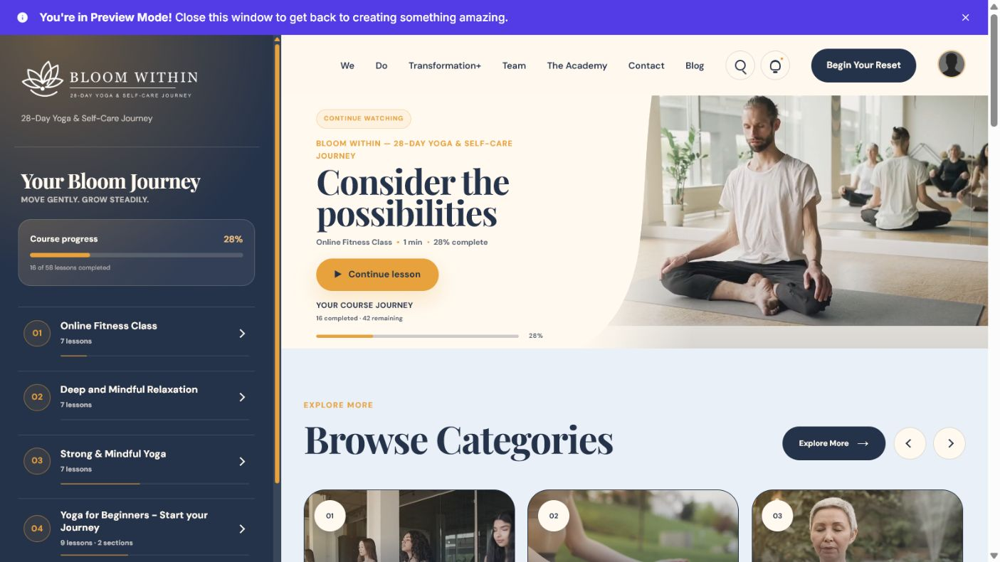 You're in Preview Mode! Close this window to get back to creating something amazing.
BLOOM WITHIN
28-DAY YOGA & SELF-CARE JOURNEY
28-Day Yoga & Self-Care Journey
Your Bloom Journey
MOVE GENTLY. GROW STEADILY.
Course progress 28%
16 of 58 lessons completed
01 Online Fitness Class
7 lessons
02 Deep and Mindful Relaxation
7 lessons
03 Strong & Mindful Yoga
7 lessons
04 Yoga for Beginners - Start your
Journey
9 lessons · 2 sections
We Do Transformation+ Team The Academy Contact Blog Begin Your Reset
CONTINUE WATCHING
BLOOM WITHIN — 28-DAY YOGA & SELF-CARE
JOURNEY
Consider the
possibilities
Online Fitness Class • 1 min • 28% complete
Continue lesson
YOUR COURSE JOURNEY
16 completed · 42 remaining
28%
EXPLORE MORE
Browse Categories
Explore More →
01
02
03